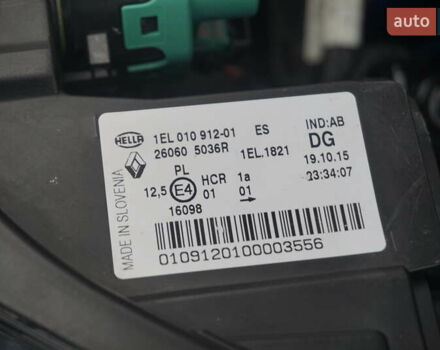 auto
HELLA
1EL 010 912-01 ES IND:AB
26060 5036R 1EL.1821 DG
19.10.15
PL HCR 1a 23:34:07
12,5 E4 01 01
16098
MADE IN SLOVENIA
0109120100003556